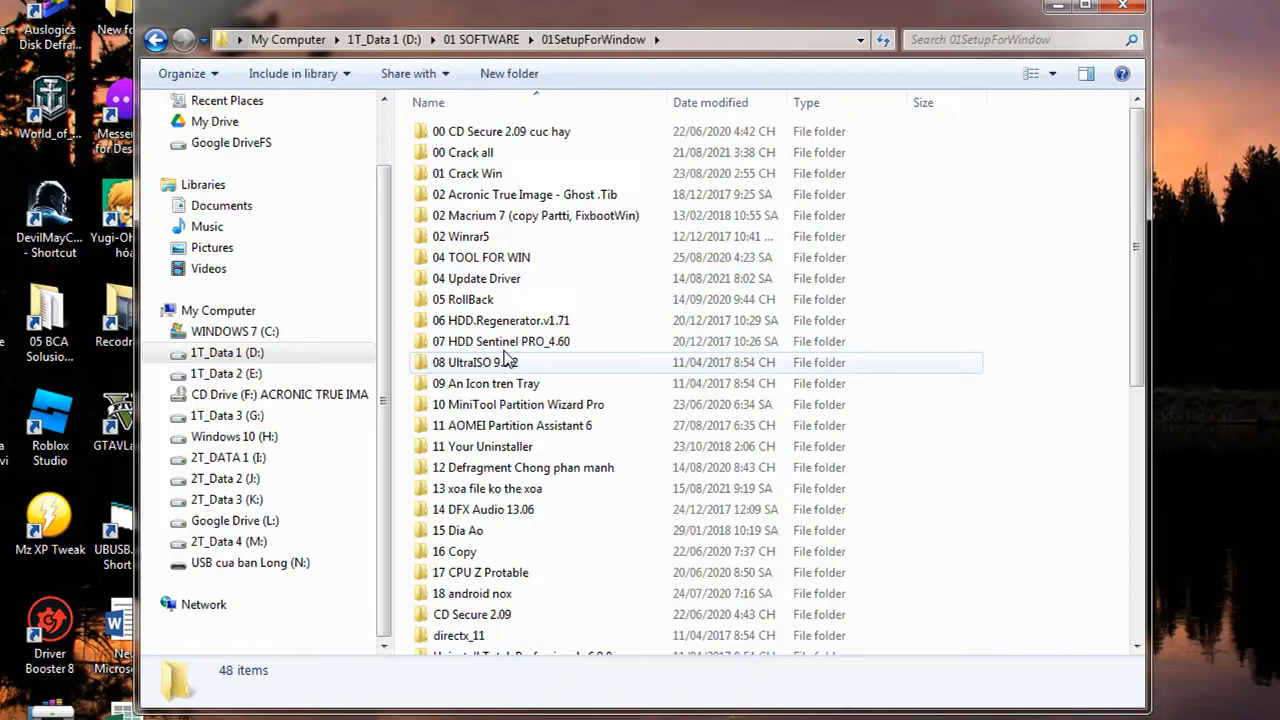 Auslogics
Disk Defra...
New fo
World_of_...
Messe
for Des
DevilMayC...
- Shortcut
Yugi-Oh
hóa
05 BCA
Solusio...
Recodr
Roblox
Studio
GTAVLa
Mz XP Tweak
UBUSB.
Short
Driver
Booster 8
Ne
Micros
My Computer
1T_Data 1 (D:)
01 SOFTWARE
01SetupForWindow
Search 01SetupForWindow
Organize
Include in library
Share with
New folder
Recent Places
My Drive
Google DriveFS
Libraries
Documents
Music
Pictures
Videos
My Computer
WINDOWS 7 (C:)
1T_Data 1 (D:)
1T_Data 2 (E:)
CD Drive (F:) ACRONIC TRUE IMA
1T_Data 3 (G:)
Windows 10 (H:)
2T_DATA 1 (I:)
2T_Data 2 (J:)
2T_Data 3 (K:)
Google Drive (L:)
2T_Data 4 (M:)
USB cua ban Long (N:)
Network
Name Date modified Type Size
00 CD Secure 2.09 cuc hay 22/06/2020 4:42 CH File folder
00 Crack all 21/08/2021 3:38 CH File folder
01 Crack Win 23/08/2020 2:55 CH File folder
02 Acronic True Image - Ghost .Tib 18/12/2017 9:25 SA File folder
02 Macrium 7 (copy Partti, FixbootWin) 13/02/2018 10:55 SA File folder
02 Winrar5 12/12/2017 10:41 ... File folder
04 TOOL FOR WIN 25/08/2020 4:23 SA File folder
04 Update Driver 14/08/2021 8:02 SA File folder
05 RollBack 14/09/2020 9:44 CH File folder
06 HDD.Regenerator.v1.71 20/12/2017 10:29 SA File folder
07 HDD Sentinel PRO_4.60 20/12/2017 10:26 SA File folder
08 UltraISO 11/04/2017 8:54 CH File folder
09 An Icon tren Tray 11/04/2017 8:54 CH File folder
10 MiniTool Partition Wizard Pro 23/06/2020 6:34 SA File folder
11 AOMEI Partition Assistant 6 27/08/2017 6:35 CH File folder
11 Your Uninstaller 23/10/2018 2:06 CH File folder
12 Defragment Chong phan manh 14/08/2020 8:43 CH File folder
13 xoa file ko the xoa 15/08/2021 9:19 SA File folder
14 DFX Audio 13.06 24/12/2017 12:09 SA File folder
15 Dia Ao 29/01/2018 10:19 SA File folder
16 Copy 22/06/2020 7:37 CH File folder
17 CPU Z Protable 20/06/2020 8:50 SA File folder
18 android nox 24/07/2020 7:16 SA File folder
CD Secure 2.09 22/06/2020 4:43 CH File folder
directx_11 11/04/2017 8:54 CH File folder
48 items